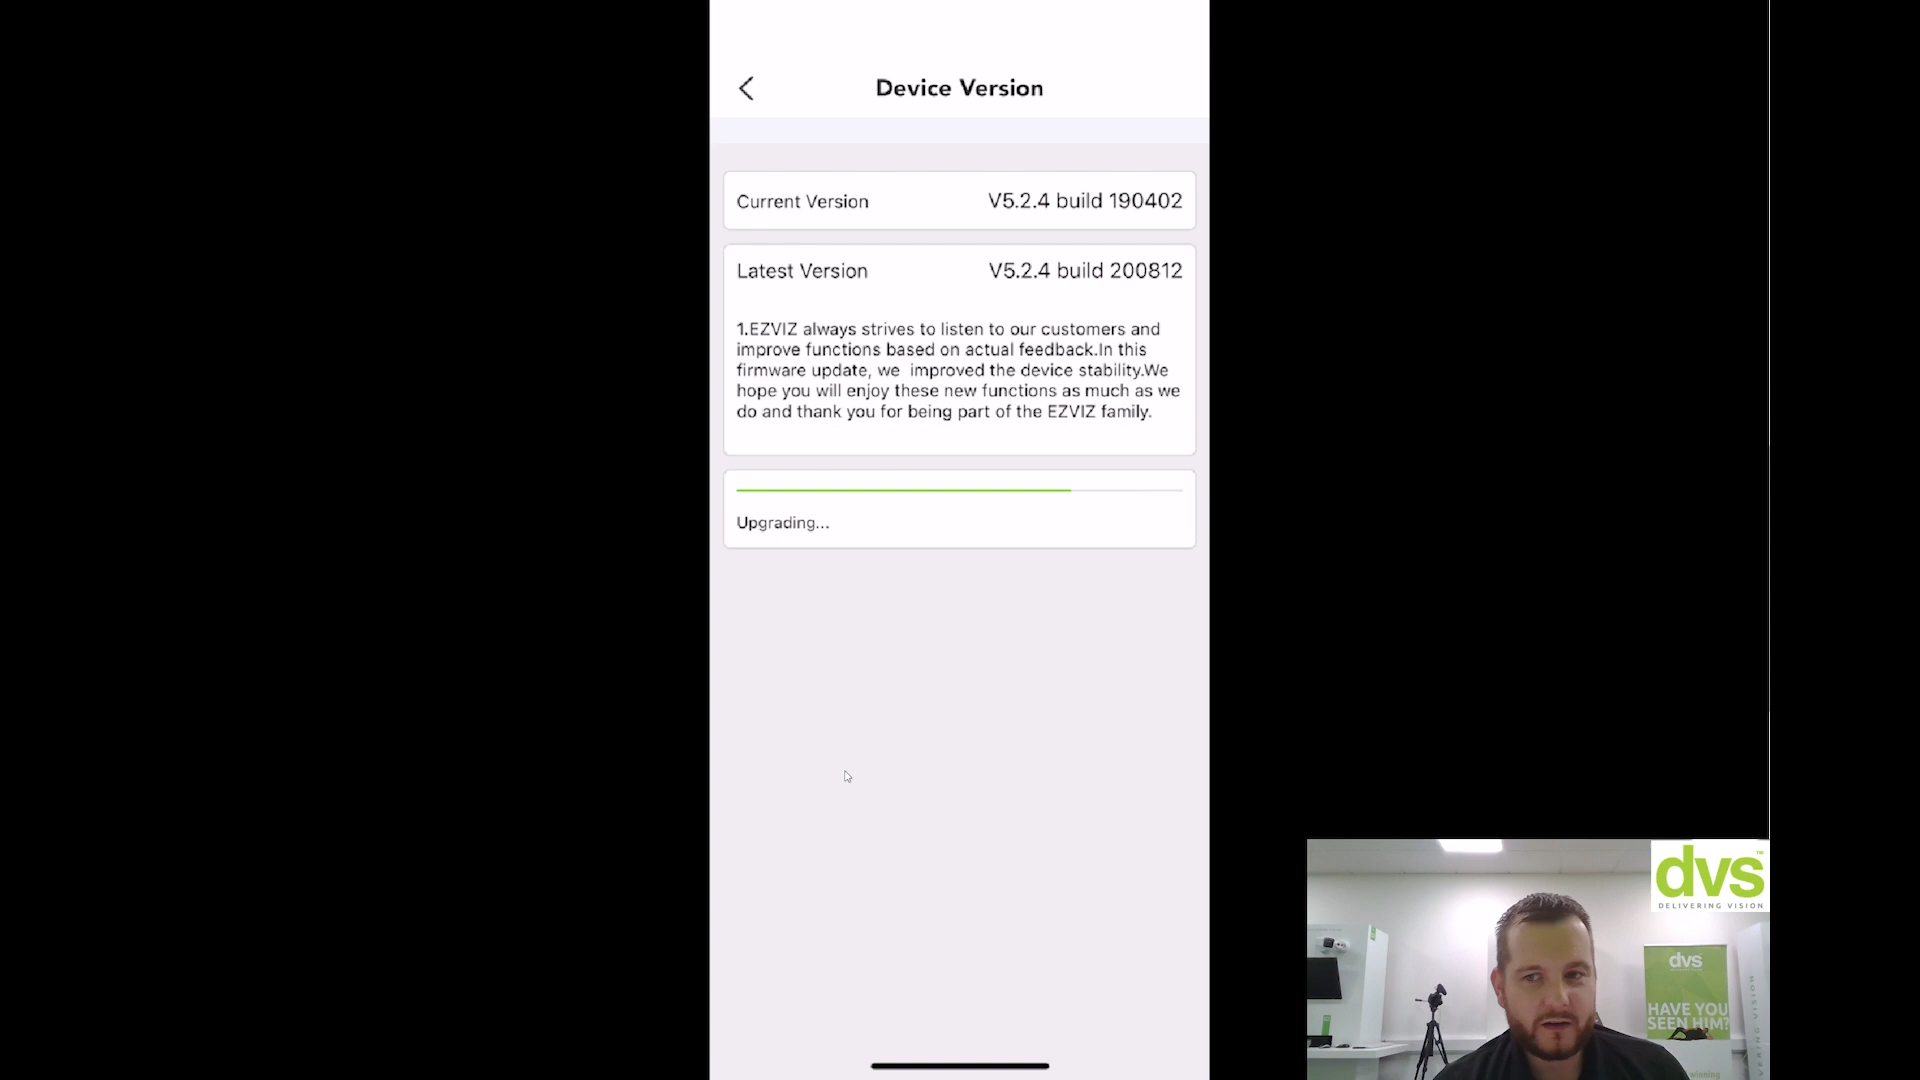 Device Version
Current Version V5.2.4 build 190402
Latest Version V5.2.4 build 200812
1.EZVIZ always strives to listen to our customers and
improve functions based on actual feedback.In this
firmware update, we  improved the device stability.We
hope you will enjoy these new functions as much as we
do and thank you for being part of the EZVIZ family.
Upgrading...
dvs™
DELIVERING VISION
dvs
HAVE YOU
SEEN HIM?
winning